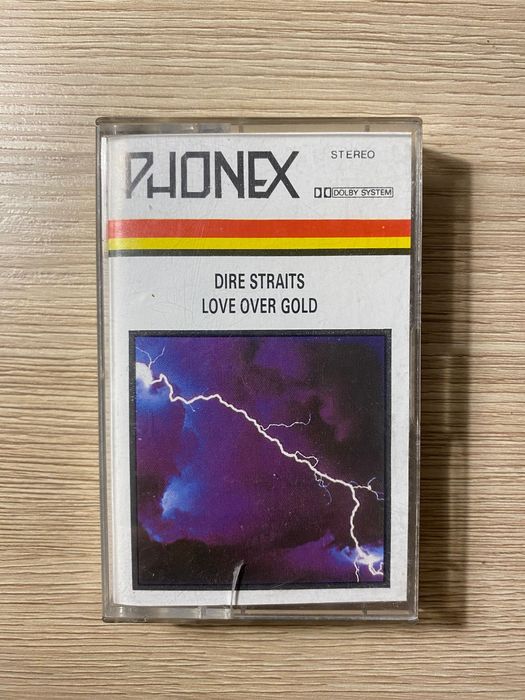 PHONEX
STEREO
DOLBY SYSTEM
DIRE STRAITS
LOVE OVER GOLD